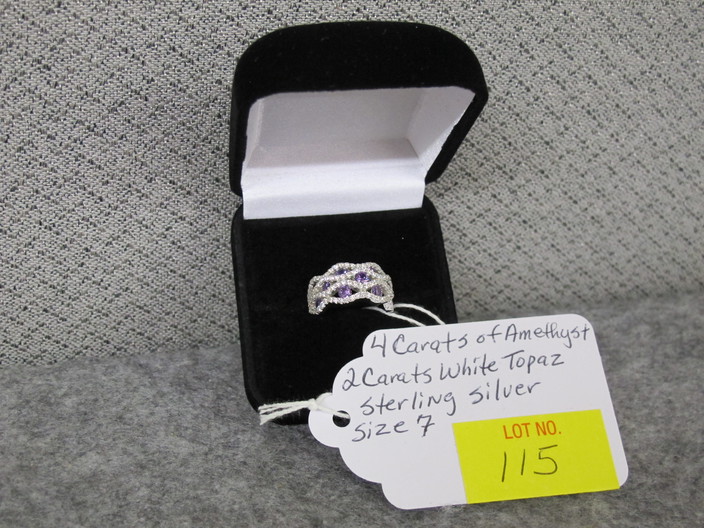 4 Carats of Amethyst
2 Carats White Topaz
sterling silver
size 7
LOT NO.
115